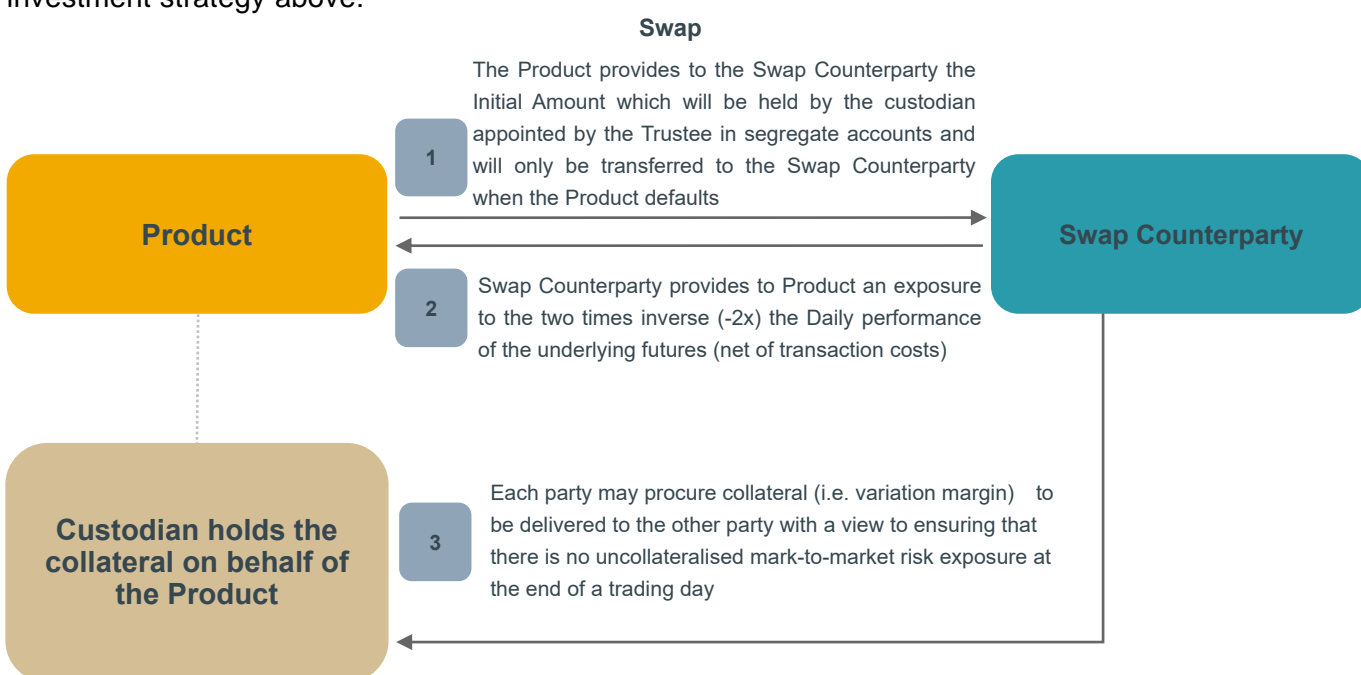 investment strategy above.
Swap
The Product provides to the Swap Counterparty the
Initial Amount which will be held by the custodian
appointed by the Trustee in segregate accounts and
will only be transferred to the Swap Counterparty
when the Product defaults
1
Product
Swap Counterparty
2
Swap Counterparty provides to Product an exposure
to the two times inverse (-2x) the Daily performance
of the underlying futures (net of transaction costs)
Custodian holds the
collateral on behalf of
the Product
3
Each party may procure collateral (i.e. variation margin) to
be delivered to the other party with a view to ensuring that
there is no uncollateralised mark-to-market risk exposure at
the end of a trading day